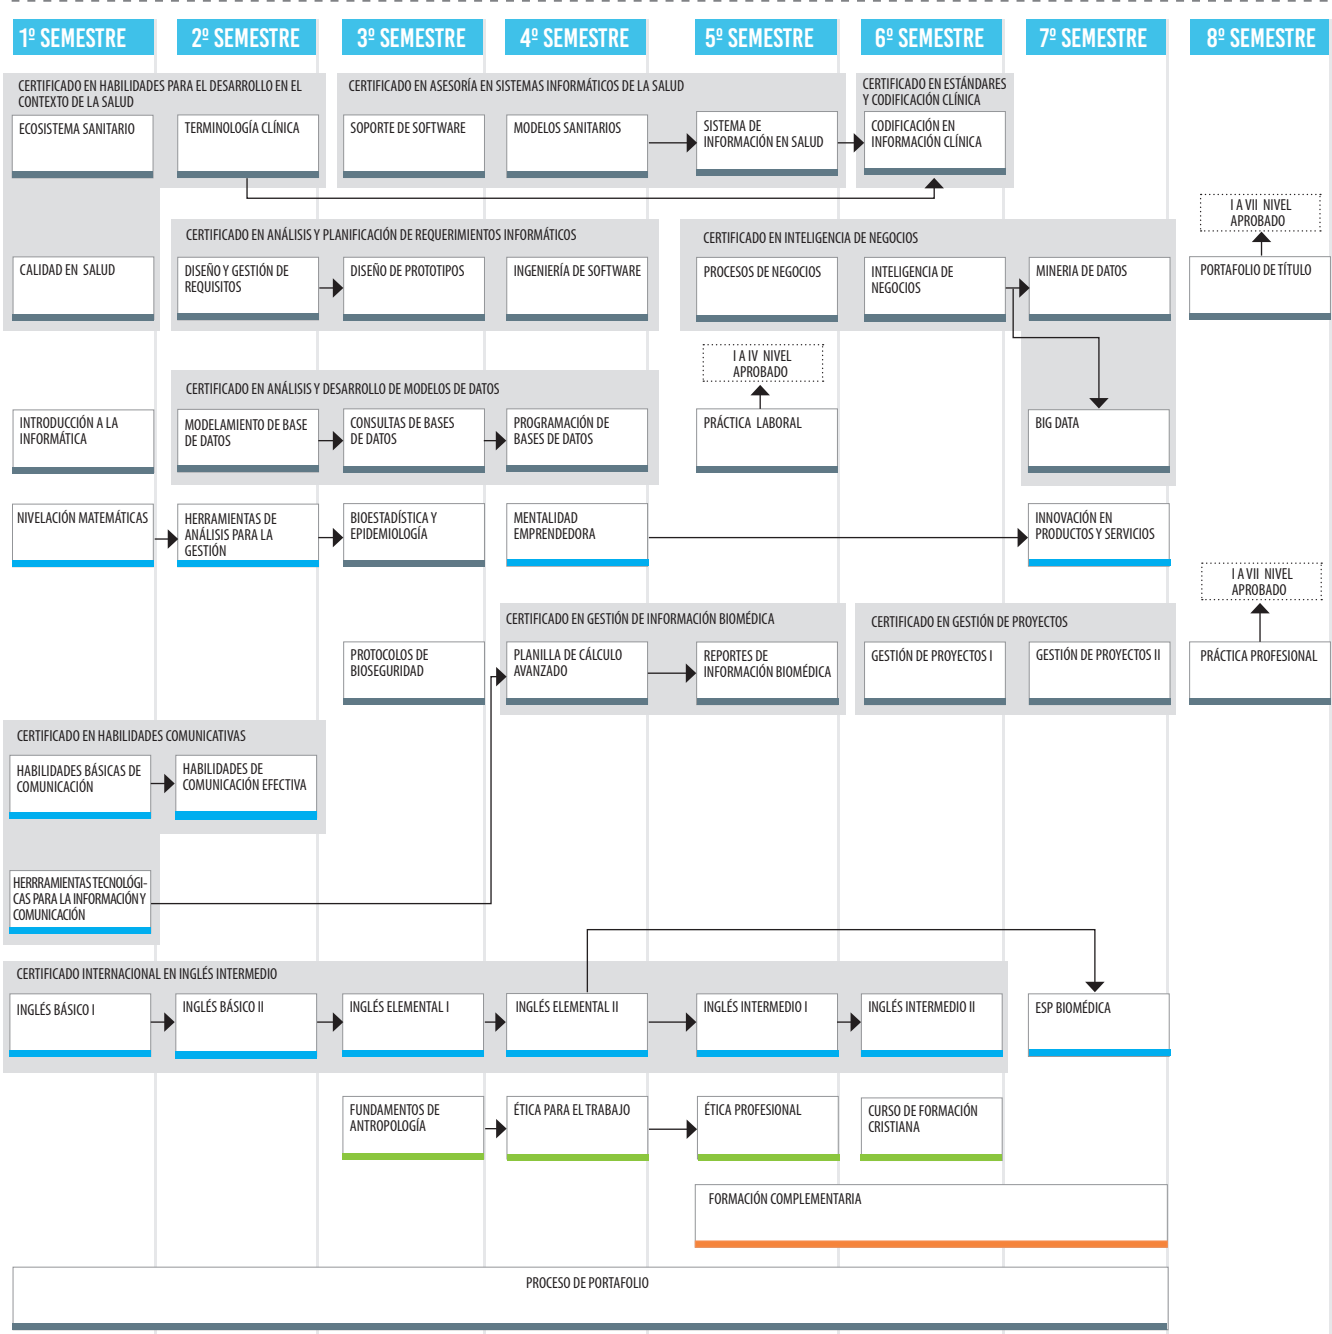 1º SEMESTRE
2º SEMESTRE
3º SEMESTRE
4º SEMESTRE
5º SEMESTRE
6º SEMESTRE
7º SEMESTRE
8º SEMESTRE
CERTIFICADO EN HABILIDADES PARA EL DESARROLLO EN EL
CONTEXTO DE LA SALUD
CERTIFICADO EN ASESORÍA EN SISTEMAS INFORMÁTICOS DE LA SALUD
CERTIFICADO EN ESTÁNDARES
Y CODIFICACIÓN CLÍNICA
ECOSISTEMA SANITARIO
TERMINOLOGÍA CLÍNICA
SOPORTE DE SOFTWARE
MODELOS SANITARIOS
SISTEMA DE
INFORMACIÓN EN SALUD
CODIFICACIÓN EN
INFORMACIÓN CLÍNICA
I A VII NIVEL
APROBADO
CERTIFICADO EN ANÁLISIS Y PLANIFICACIÓN DE REQUERIMIENTOS INFORMÁTICOS
CERTIFICADO EN INTELIGENCIA DE NEGOCIOS
CALIDAD EN SALUD
DISEÑO Y GESTIÓN DE
REQUISITOS
DISEÑO DE PROTOTIPOS
INGENIERÍA DE SOFTWARE
PROCESOS DE NEGOCIOS
INTELIGENCIA DE
NEGOCIOS
MINERIA DE DATOS
PORTAFOLIO DE TÍTULO
I A IV NIVEL
APROBADO
CERTIFICADO EN ANÁLISIS Y DESARROLLO DE MODELOS DE DATOS
INTRODUCCIÓN A LA
INFORMÁTICA
MODELAMIENTO DE BASE
DE DATOS
CONSULTAS DE BASES
DE DATOS
PROGRAMACIÓN DE
BASES DE DATOS
PRÁCTICA LABORAL
BIG DATA
NIVELACIÓN MATEMÁTICAS
HERRAMIENTAS DE
ANÁLISIS PARA LA
GESTIÓN
BIOESTADÍSTICA Y
EPIDEMIOLOGÍA
MENTALIDAD
EMPRENDEDORA
INNOVACIÓN EN
PRODUCTOS Y SERVICIOS
I A VII NIVEL
APROBADO
CERTIFICADO EN GESTIÓN DE INFORMACIÓN BIOMÉDICA
CERTIFICADO EN GESTIÓN DE PROYECTOS
PROTOCOLOS DE
BIOSEGURIDAD
PLANILLA DE CÁLCULO
AVANZADO
REPORTES DE
INFORMACIÓN BIOMÉDICA
GESTIÓN DE PROYECTOS I
GESTIÓN DE PROYECTOS II
PRÁCTICA PROFESIONAL
CERTIFICADO EN HABILIDADES COMUNICATIVAS
HABILIDADES BÁSICAS DE
COMUNICACIÓN
HABILIDADES DE
COMUNICACIÓN EFECTIVA
HERRRAMIENTAS TECNOLÓGI-
CAS PARA LA INFORMACIÓN Y
COMUNICACIÓN
CERTIFICADO INTERNACIONAL EN INGLÉS INTERMEDIO
INGLÉS BÁSICO I
INGLÉS BÁSICO II
INGLÉS ELEMENTAL I
INGLÉS ELEMENTAL II
INGLÉS INTERMEDIO I
INGLÉS INTERMEDIO II
ESP BIOMÉDICA
FUNDAMENTOS DE
ANTROPOLOGÍA
ÉTICA PARA EL TRABAJO
ÉTICA PROFESIONAL
CURSO DE FORMACIÓN
CRISTIANA
FORMACIÓN COMPLEMENTARIA
PROCESO DE PORTAFOLIO